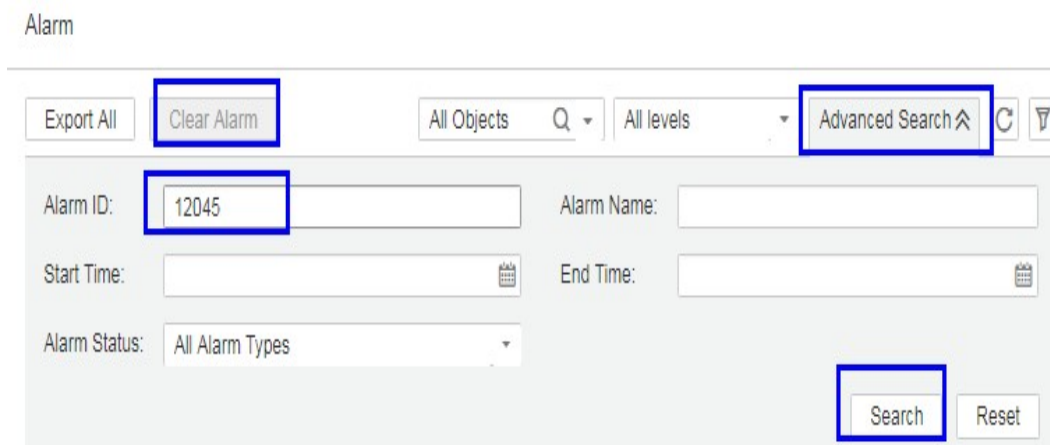 Alarm
Export All Clear Alarm All Objects All levels Advanced Search
Alarm ID: 12045 Alarm Name:
Start Time: End Time:
Alarm Status: All Alarm Types
Search Reset